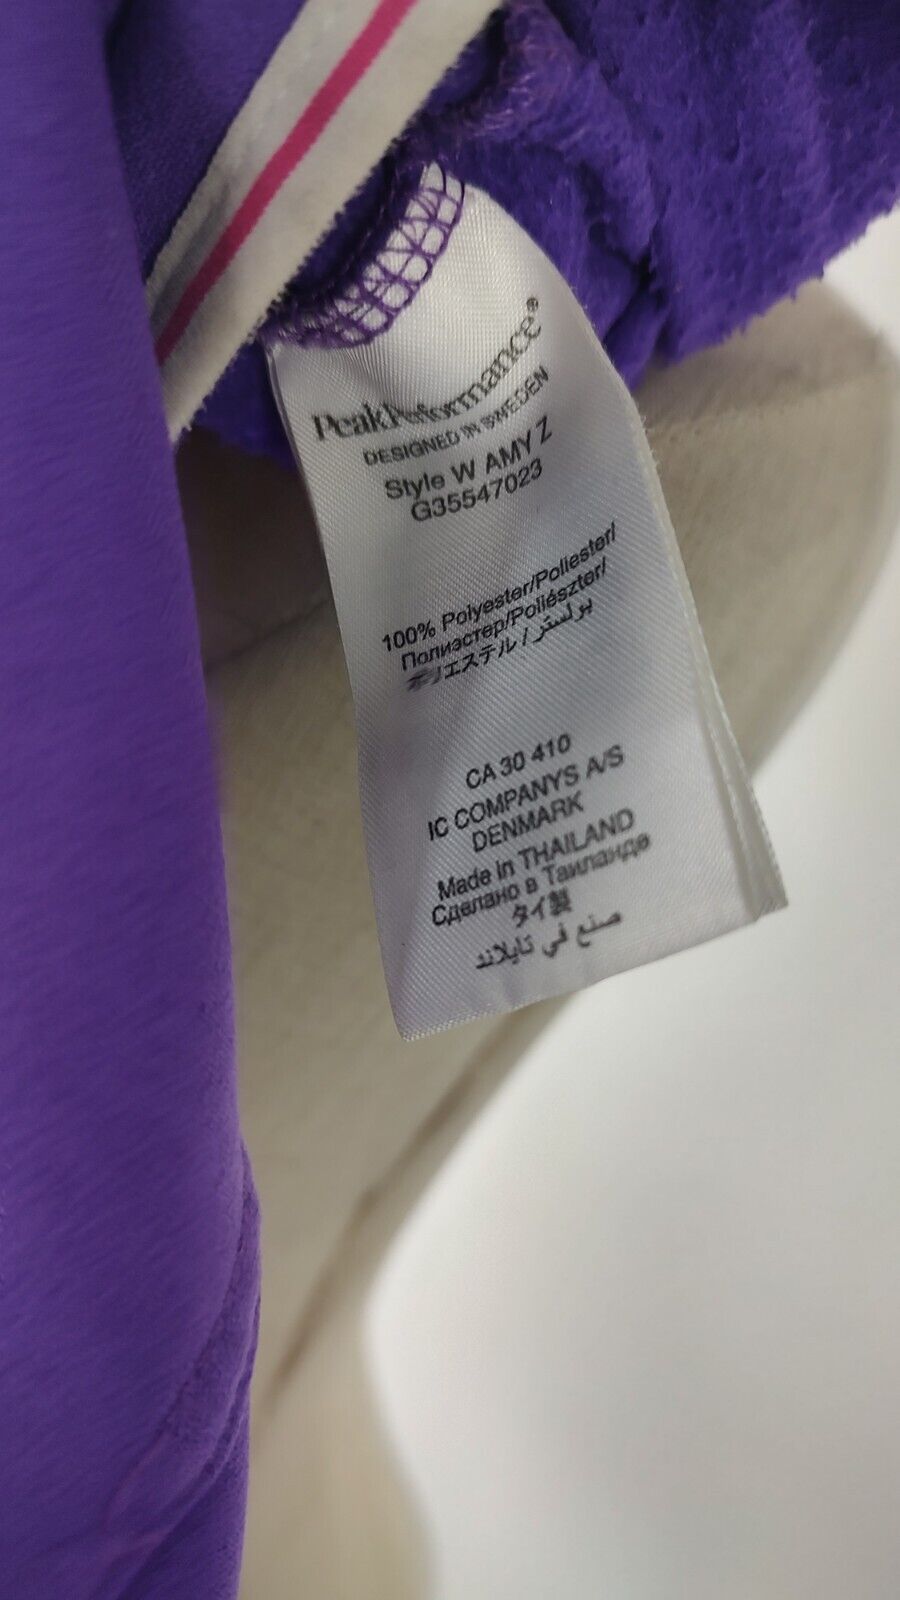 PeakPerformance®
DESIGNED IN SWEDEN
Style W AMY Z
G35547023
100% Polyester/Poliester/
Полиэстер/Poliészter/
ポリエステル / بولستر
CA 30 410
IC COMPANYS A/S
DENMARK
Made in THAILAND
Сделано в Таиланде
タイ製
صنع في تايلاند